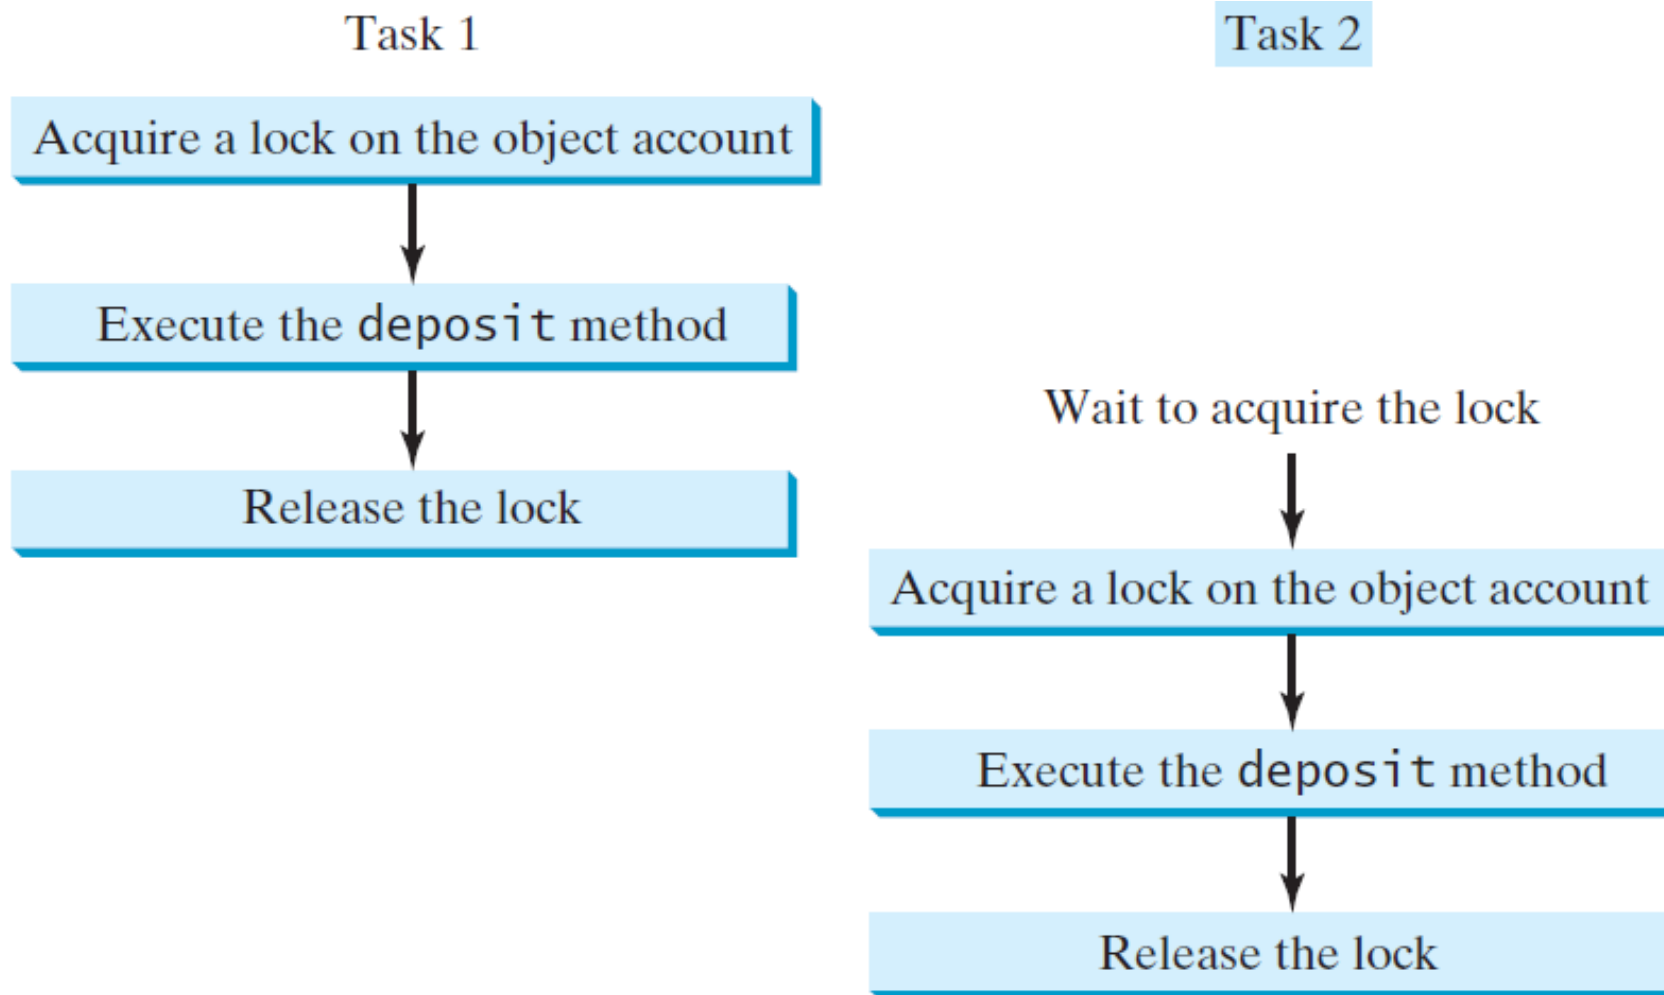 Task 1
Acquire a lock on the object account
Execute the deposit method
Release the lock
Task 2
Wait to acquire the lock
Acquire a lock on the object account
Execute the deposit method
Release the lock